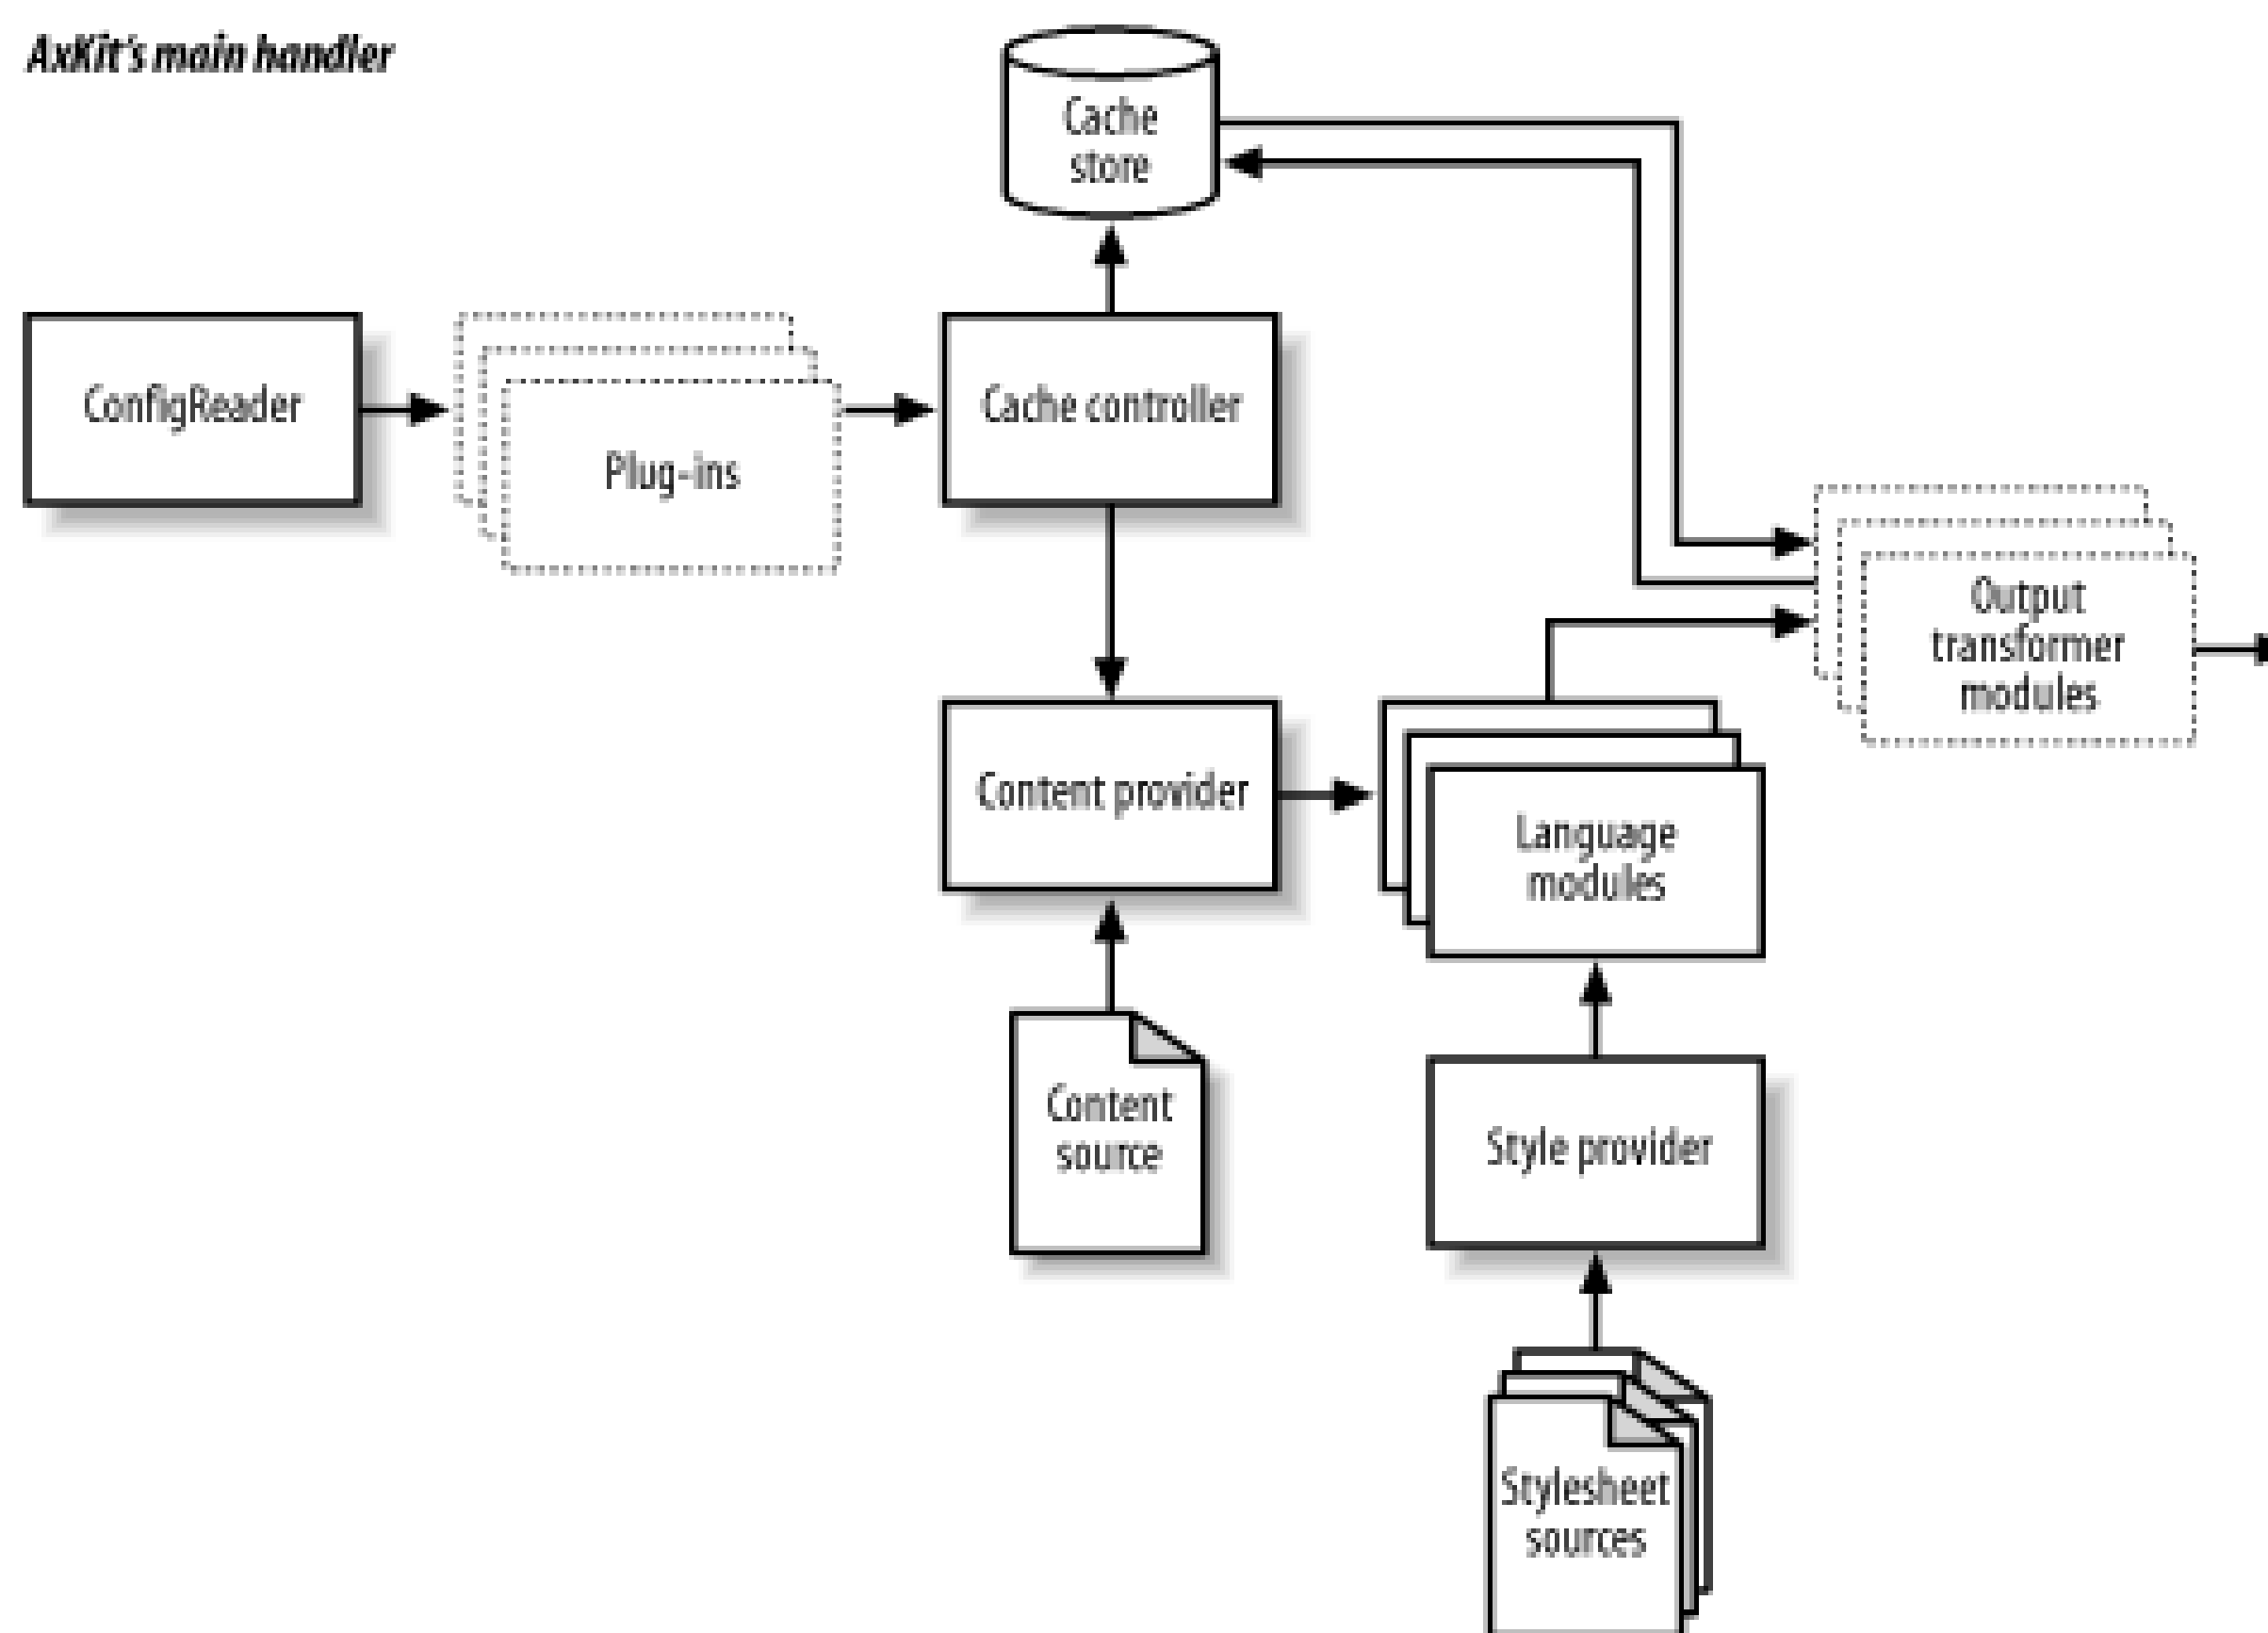 AxKit's main handler
Cache
store
ConfigReader
Plug-ins
Cache controller
Output
transformer
modules
Content provider
Language
modules
Content
source
Style provider
Stylesheet
sources